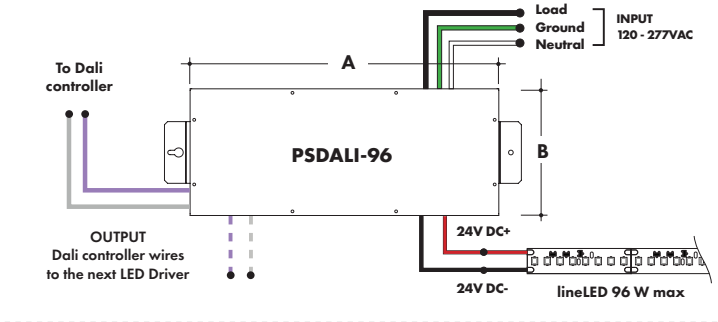 Load
Ground
Neutral
INPUT
120 - 277VAC
To Dali
controller
A
PSDALI-96
B
OUTPUT
Dali controller wires
to the next LED Driver
24V DC+
24V DC-
lineLED 96 W max